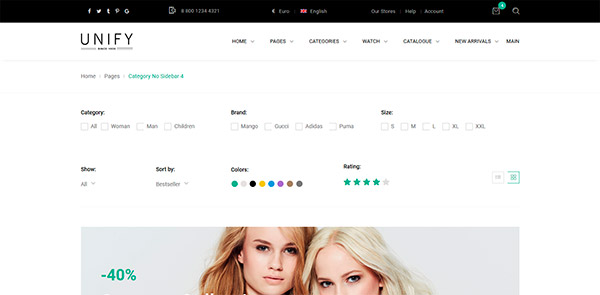 8 800 1234 4321 € Euro English Our Stores Help Account 4
UNIFY HOME PAGES CATEGORIES WATCH CATALOGUE NEW ARRIVALS MAIN
Home Pages Category No Sidebar 4
Category: Brand: Size:
All Woman Man Children Mango Gucci Adidas Puma S M L XL XXL
Show: Sort by: Colors: Rating:
All Bestseller
-40%